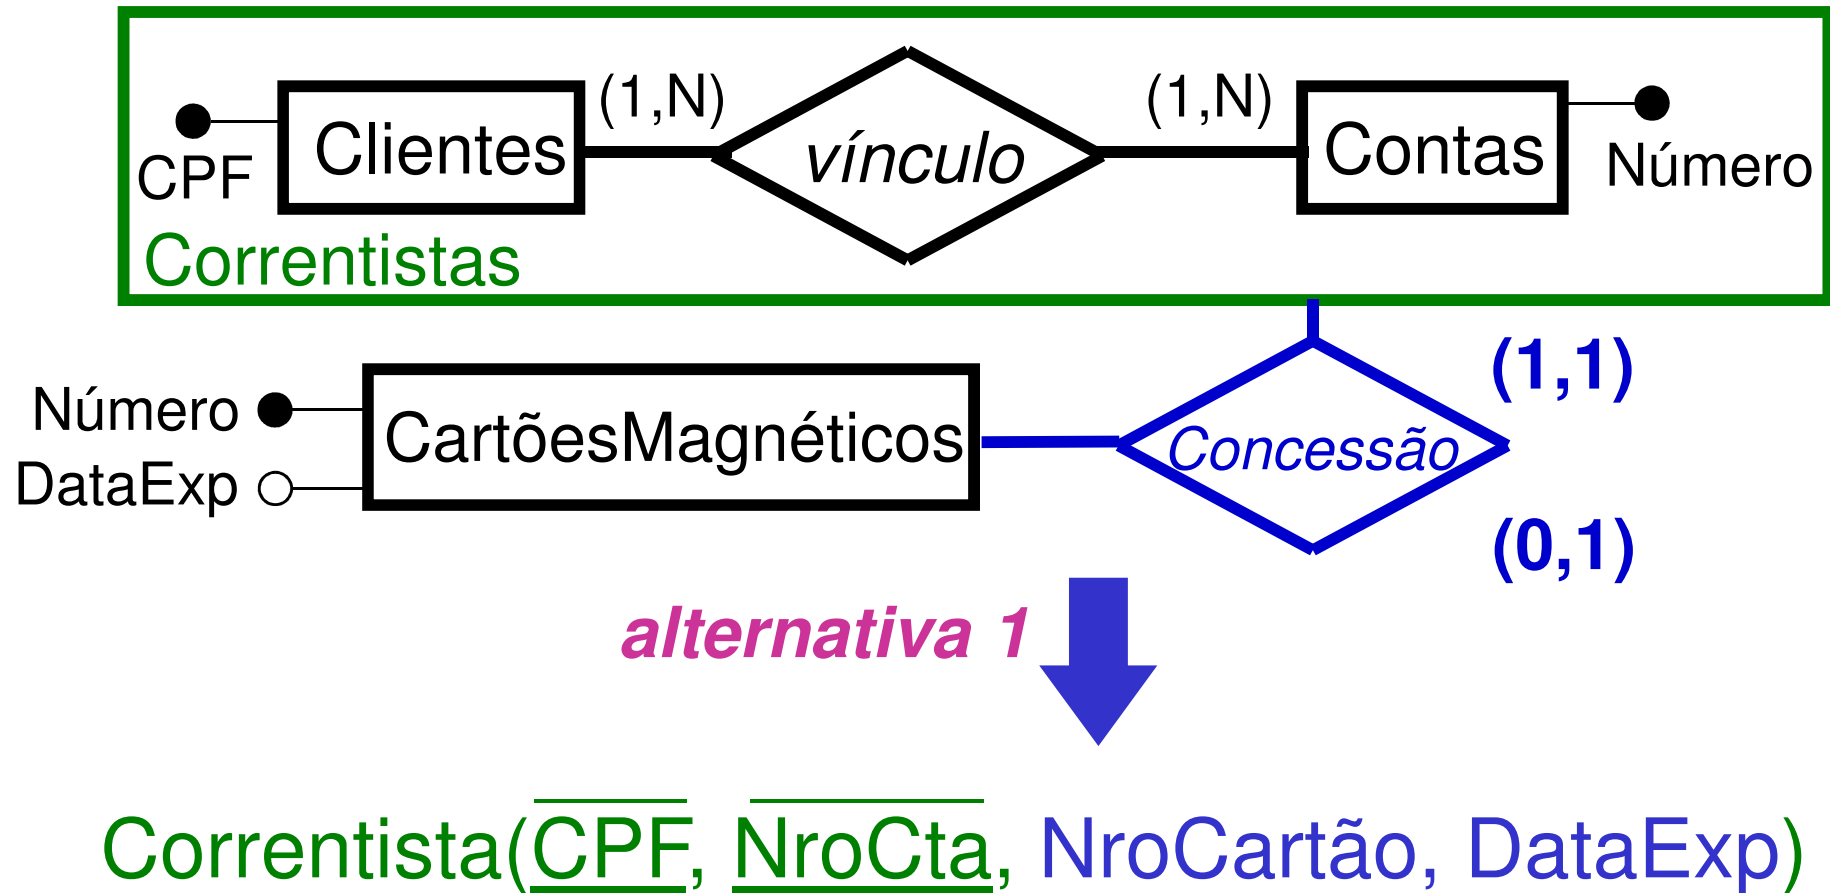 (1,N) (1,N)
Clientes vínculo Contas
CPF Número
Correntistas
(1,1)
Número
CartõesMagnéticos Concessão
DataExp
(0,1)
alternativa 1
Correntista(CPF, NroCta, NroCartão, DataExp)